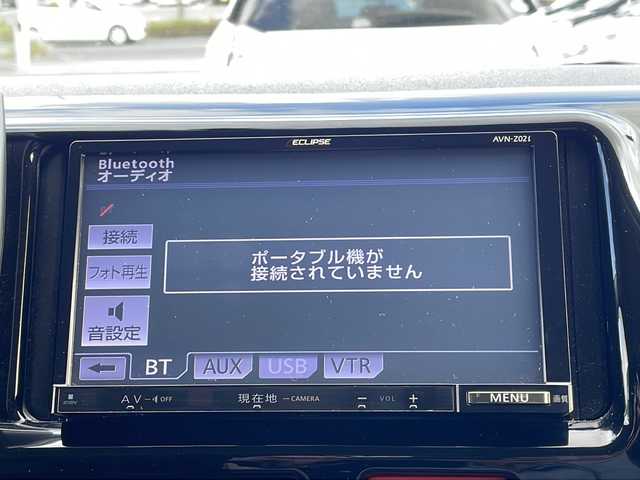 ECLIPSE
AVN-Z02i
Bluetooth
オーディオ
接続
フォト再生
音設定
ポータブル機が
接続されていません
BT AUX USB VTR
AV OFF 現在地 CAMERA VOL MENU 画質